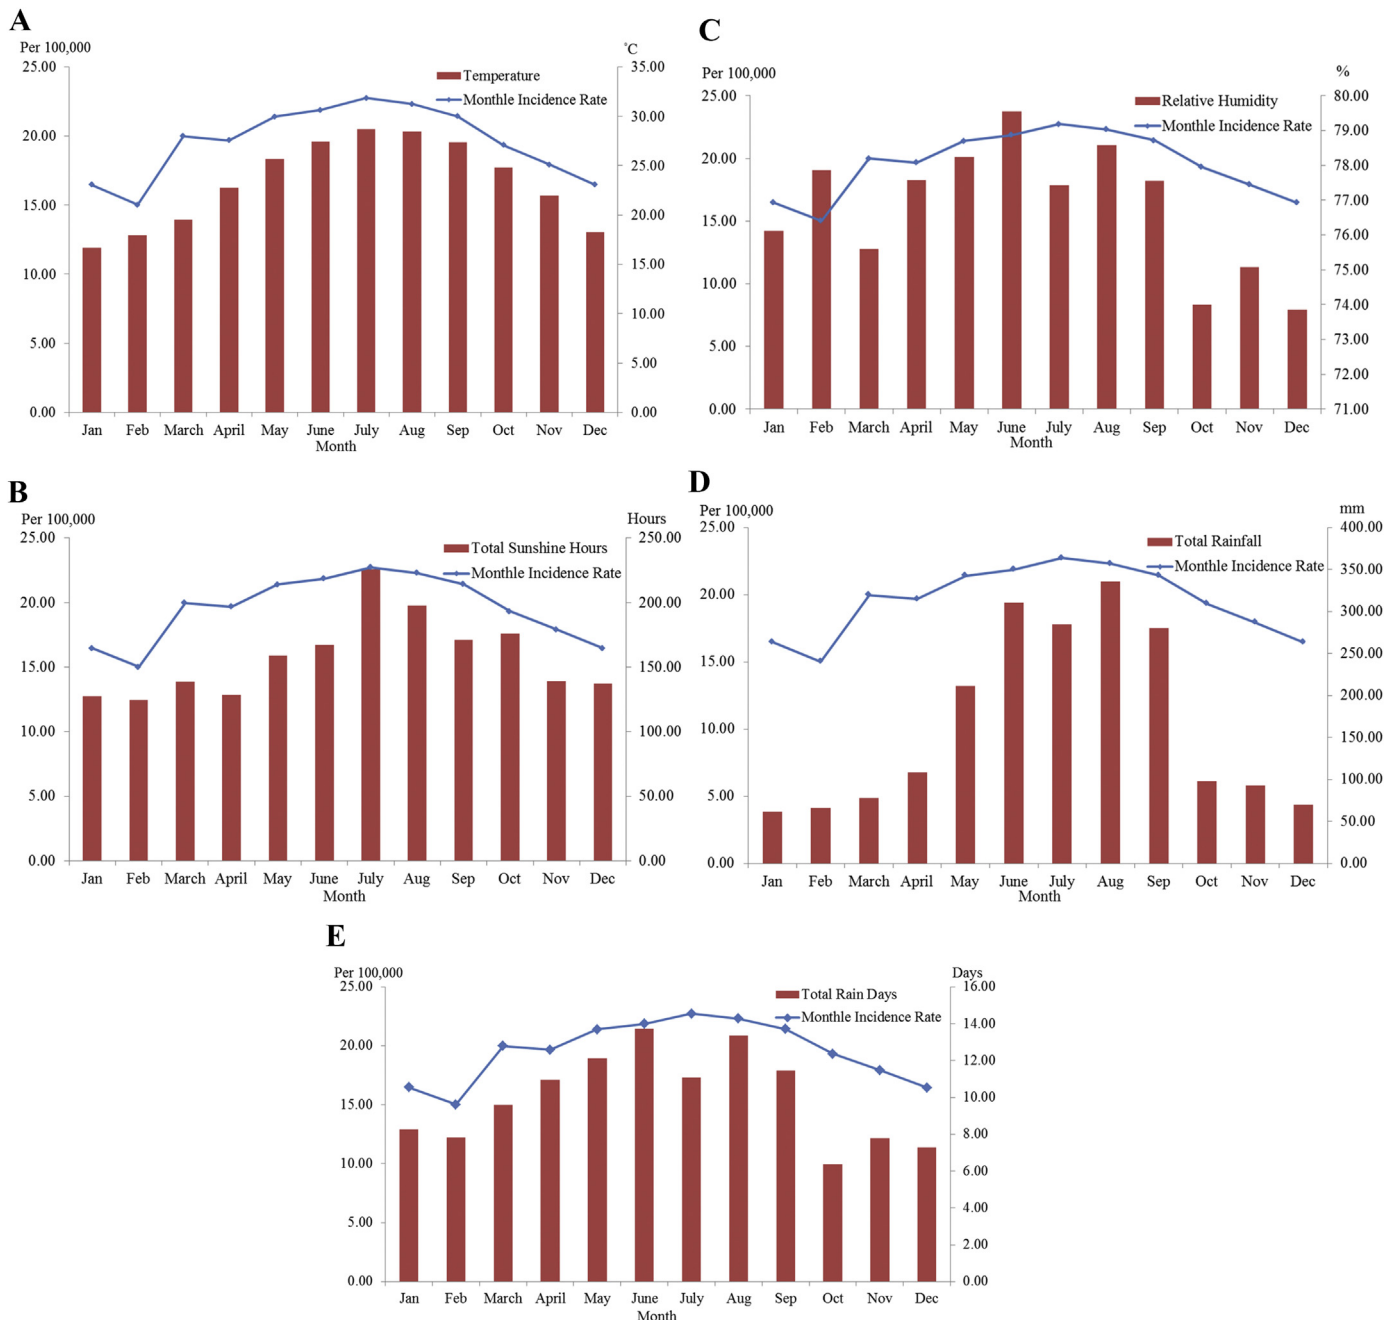 A
Per 100,000
°C
25.00
20.00
15.00
10.00
5.00
0.00
35.00
30.00
25.00
20.00
15.00
10.00
5.00
0.00
Temperature
Monthle Incidence Rate
Jan Feb March April May June July Aug Sep Oct Nov Dec
Month
C
Per 100,000
%
25.00
20.00
15.00
10.00
5.00
0.00
80.00
79.00
78.00
77.00
76.00
75.00
74.00
73.00
72.00
71.00
Relative Humidity
Monthle Incidence Rate
Jan Feb March April May June July Aug Sep Oct Nov Dec
Month
B
Per 100,000
Hours
25.00
20.00
15.00
10.00
5.00
0.00
250.00
200.00
150.00
100.00
50.00
0.00
Total Sunshine Hours
Monthle Incidence Rate
Jan Feb March April May June July Aug Sep Oct Nov Dec
Month
D
Per 100,000
mm
25.00
20.00
15.00
10.00
5.00
0.00
400.00
350.00
300.00
250.00
200.00
150.00
100.00
50.00
0.00
Total Rainfall
Monthle Incidence Rate
Jan Feb March April May June July Aug Sep Oct Nov Dec
Month
E
Per 100,000
Days
25.00
20.00
15.00
10.00
5.00
0.00
16.00
14.00
12.00
10.00
8.00
6.00
4.00
2.00
0.00
Total Rain Days
Monthle Incidence Rate
Jan Feb March April May June July Aug Sep Oct Nov Dec
Month